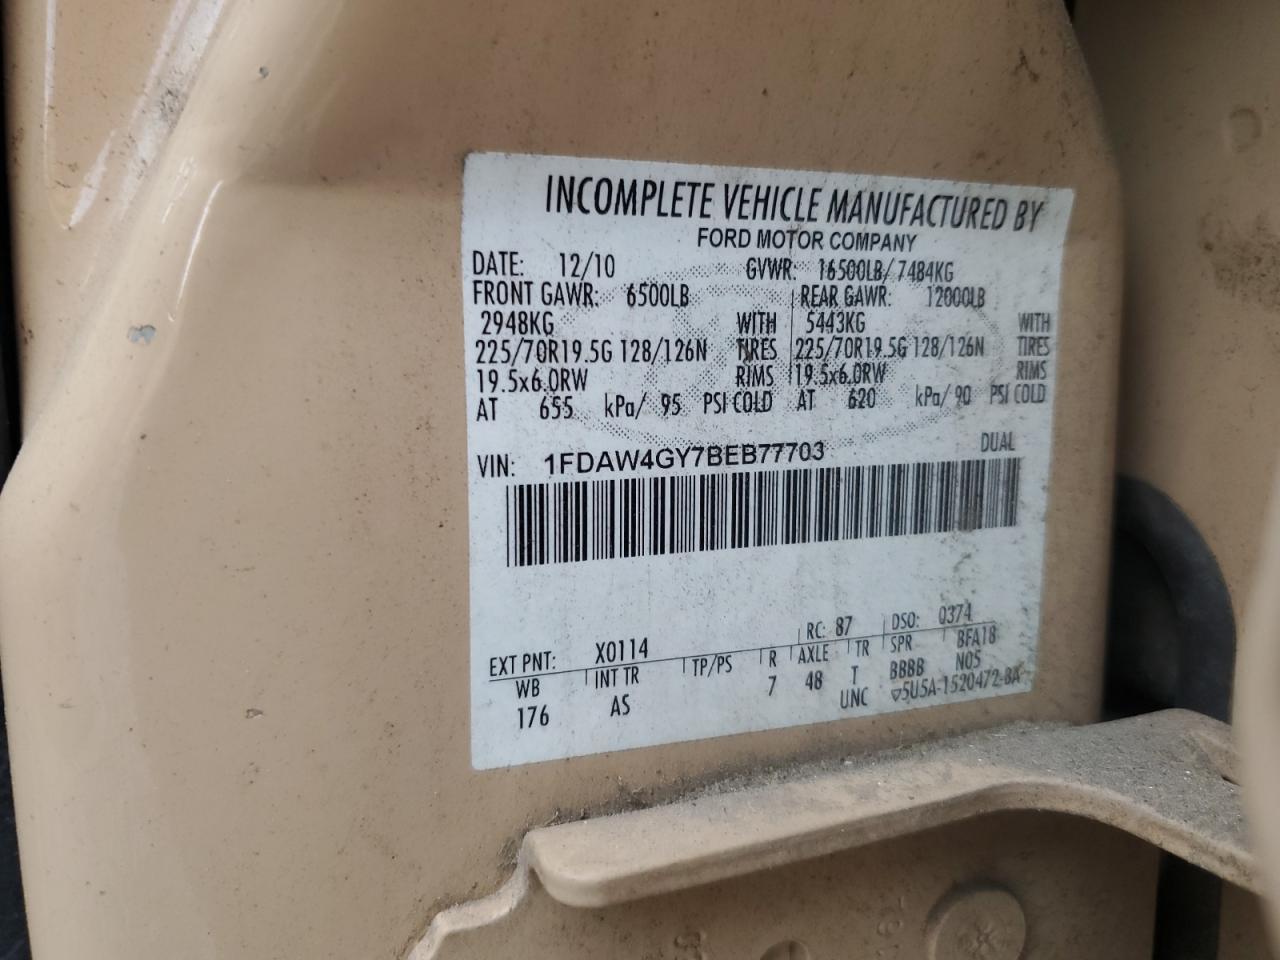 INCOMPLETE VEHICLE MANUFACTURED BY
FORD MOTOR COMPANY
DATE: 12/10 GVWR: 16500LB/ 7484KG
FRONT GAWR: 6500LB REAR GAWR: 12000LB
2948KG WITH 5443KG WITH
225/70R19.5G 128/126N TIRES 225/70R19.5G 128/126N TIRES
19.5x6.0RW RIMS 19.5x6.0RW RIMS
AT 655 kPa/ 95 PSI COLD AT 620 kPa/ 90 PSI COLD
VIN: 1FDAW4GY7BEB77703 DUAL
EXT PNT: X0114 RC: 87 DSO: 0374
WB INT TR TP/PS R AXLE TR SPR BFA18
176 AS 7 48 T BBBB N05
UNC ▽5U5A-1520472-BA